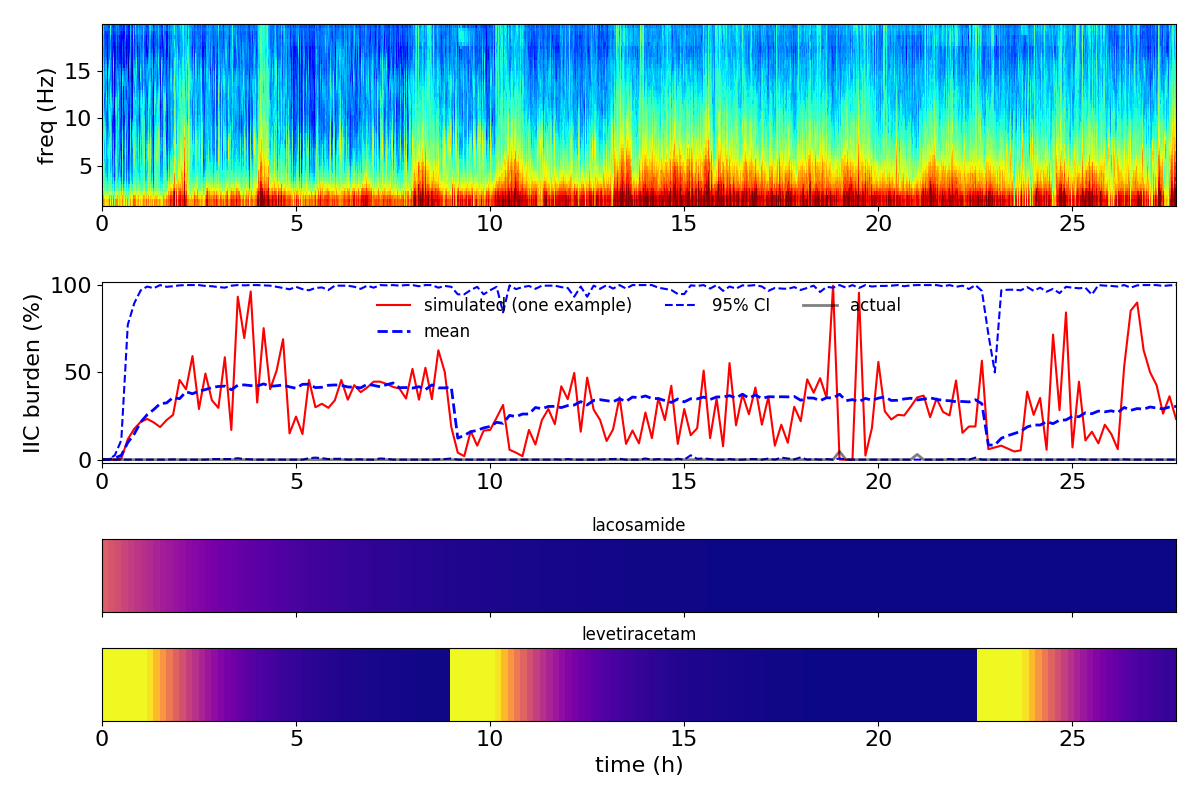 freq (Hz)
15
10
5
0 5 10 15 20 25
IIC burden (%)
100
50
0
simulated (one example) 95% CI actual
mean
0 5 10 15 20 25
lacosamide
levetiracetam
0 5 10 15 20 25
time (h)